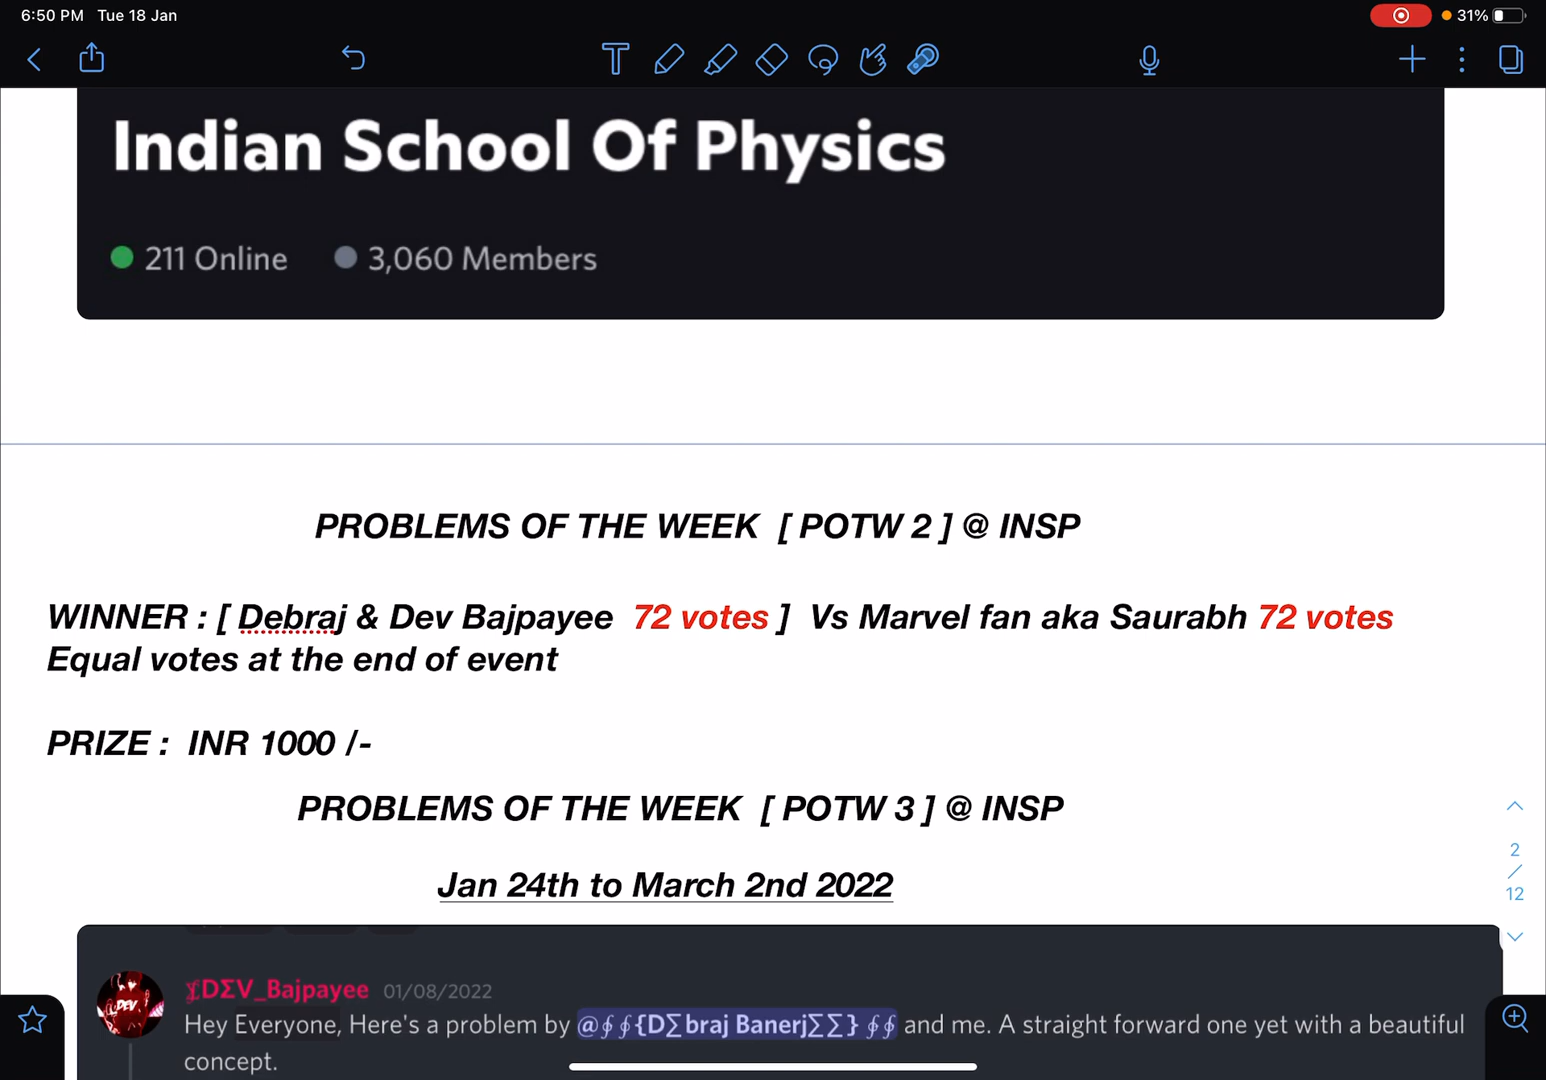 6:50 PM Tue 18 Jan
31%
Indian School Of Physics
211 Online 3,060 Members
PROBLEMS OF THE WEEK [ POTW 2 ] @ INSP
WINNER : [ Debraj & Dev Bajpayee 72 votes ] Vs Marvel fan aka Saurabh 72 votes
Equal votes at the end of event
PRIZE : INR 1000 /-
PROBLEMS OF THE WEEK [ POTW 3 ] @ INSP
Jan 24th to March 2nd 2022
2
/
12
DEV
DΣV_Bajpayee 01/08/2022
Hey Everyone, Here's a problem by @∮∮{D∑braj Banerj∑∑} ∮∮ and me. A straight forward one yet with a beautiful
concept.